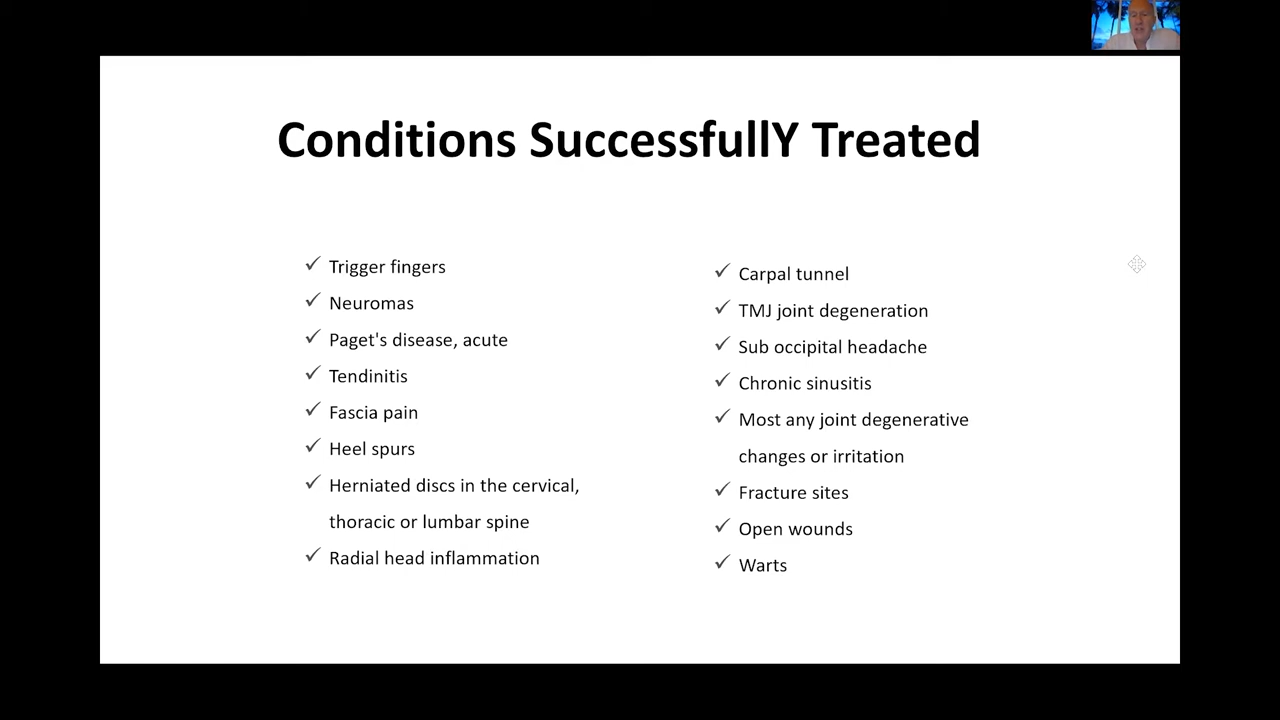 Conditions SuccessfullY Treated
Trigger fingers
Neuromas
Paget's disease, acute
Tendinitis
Fascia pain
Heel spurs
Herniated discs in the cervical,
thoracic or lumbar spine
Radial head inflammation
Carpal tunnel
TMJ joint degeneration
Sub occipital headache
Chronic sinusitis
Most any joint degenerative
changes or irritation
Fracture sites
Open wounds
Warts